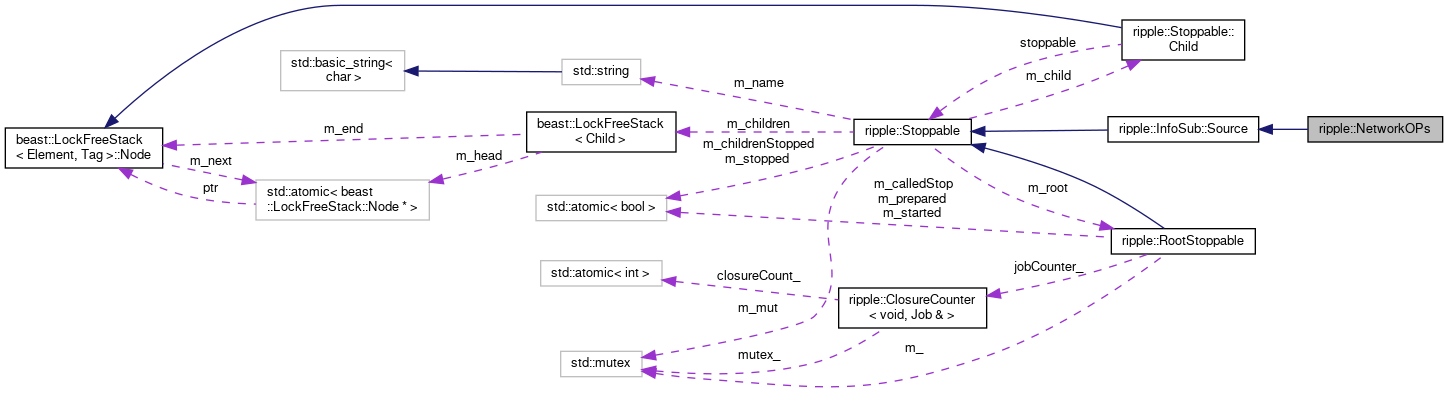 ripple::Stoppable::
Child
stoppable
std::basic_string<
char >
std::string
m_child
m_name
beast::LockFreeStack
< Child >
m_children
ripple::Stoppable
ripple::InfoSub::Source
ripple::NetworkOPs
beast::LockFreeStack
< Element, Tag >::Node
m_end
m_childrenStopped
m_stopped
m_next
m_head
ptr
std::atomic< beast
::LockFreeStack::Node * >
std::atomic< bool >
m_calledStop
m_prepared
m_started
m_root
ripple::RootStoppable
std::atomic< int >
closureCount_
jobCounter_
ripple::ClosureCounter
< void, Job & >
m_mut
std::mutex
mutex_
m_